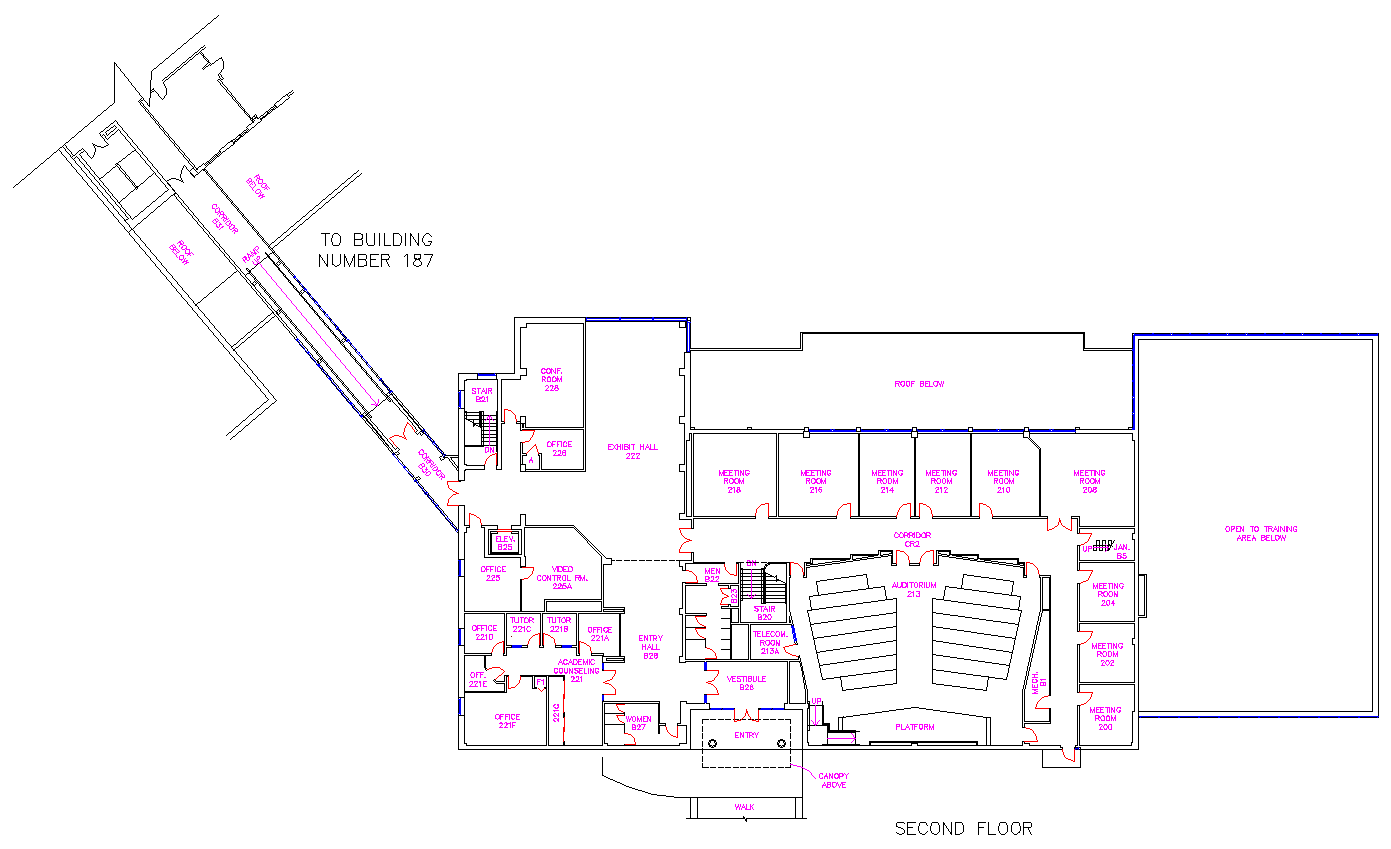 ROOF
BELOW
CORRIDOR
B31
ROOF
BELOW
RAMP
UP
TO BUILDING
NUMBER 187
CORRIDOR
B30
STAIR
B21
DN
CONF.
ROOM
228
OFFICE
226
EXHIBIT HALL
222
ROOF BELOW
MEETING
ROOM
218
MEETING
ROOM
216
MEETING
ROOM
214
MEETING
ROOM
212
MEETING
ROOM
210
MEETING
ROOM
208
OPEN TO TRAINING
AREA BELOW
CORRIDOR
CR2
UP
JAN.
B5
ELEV.
B25
OFFICE
225
VIDEO
CONTROL RM.
225A
MEN
B22
B23
DN
STAIR
B20
AUDITORIUM
213
MEETING
ROOM
204
OFFICE
221D
TUTOR
221C
TUTOR
221B
OFFICE
221A
ENTRY
HALL
B28
TELECOM.
ROOM
213A
MEETING
ROOM
202
ACADEMIC
COUNSELING
221
OFF.
221E
F1
221G
OFFICE
221F
VESTIBULE
B26
MECH.
B1
UP
WOMEN
B27
ENTRY
PLATFORM
MEETING
ROOM
200
CANOPY
ABOVE
WALK
SECOND FLOOR